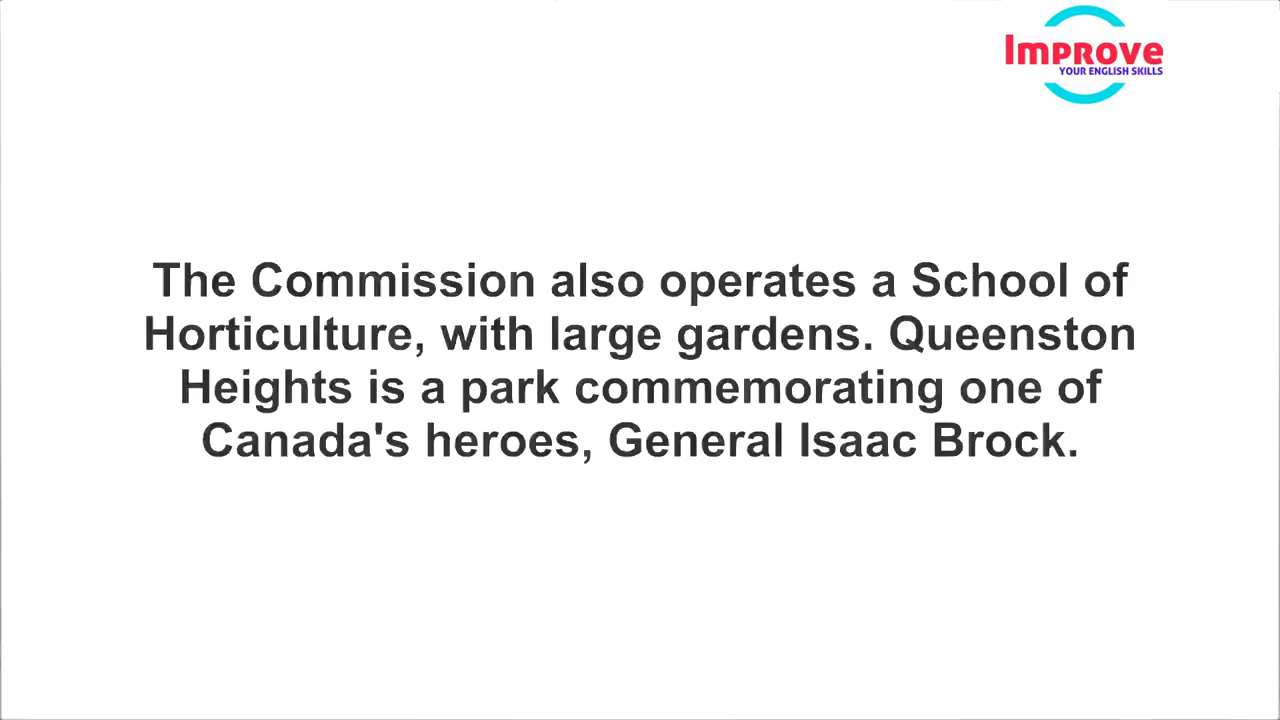 Improve
YOUR ENGLISH SKILLS
The Commission also operates a School of
Horticulture, with large gardens. Queenston
Heights is a park commemorating one of
Canada's heroes, General Isaac Brock.